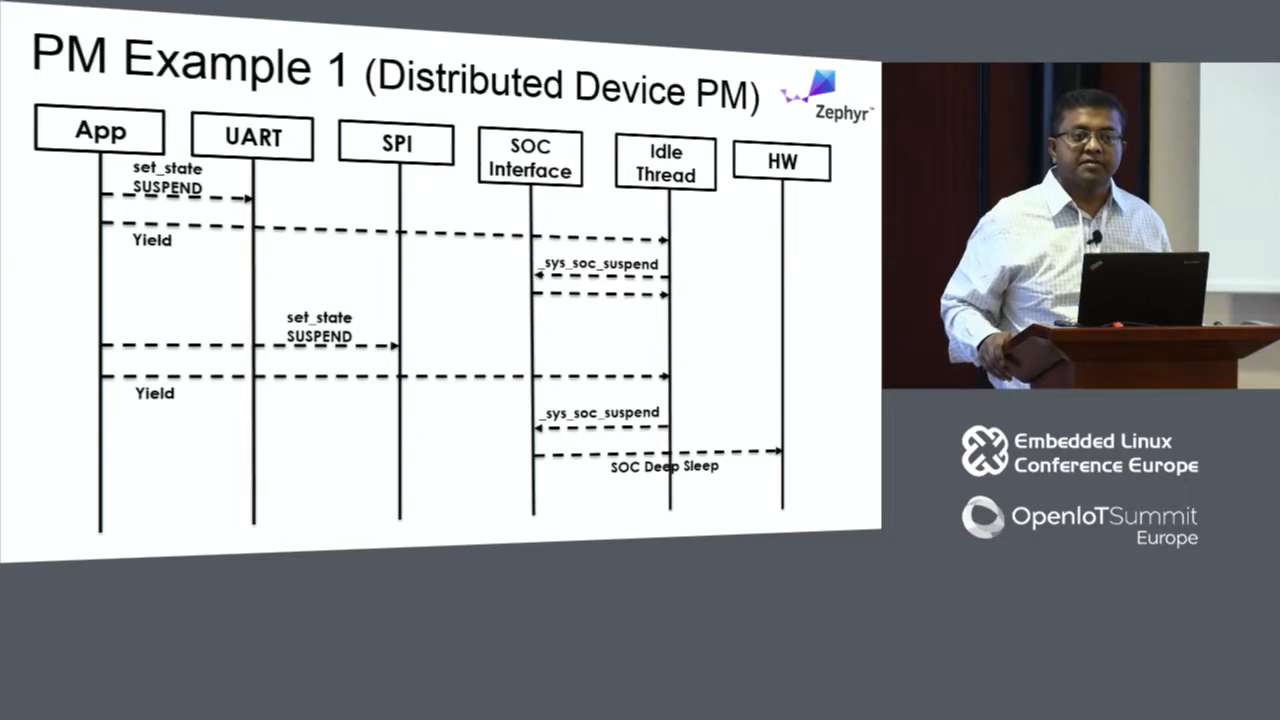 PM Example 1 (Distributed Device PM)
Zephyr™
App
UART
SPI
SOC
Interface
Idle
Thread
HW
set_state
SUSPEND
Yield
_sys_soc_suspend
set_state
SUSPEND
Yield
_sys_soc_suspend
SOC Deep Sleep
Embedded Linux
Conference Europe
OpenIoTSummit
Europe